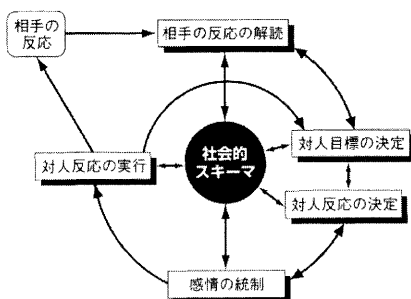 相手の
反応
相手の反応の解読
社会的
スキーマ
対人目標の決定
対人反応の実行
対人反応の決定
感情の統制